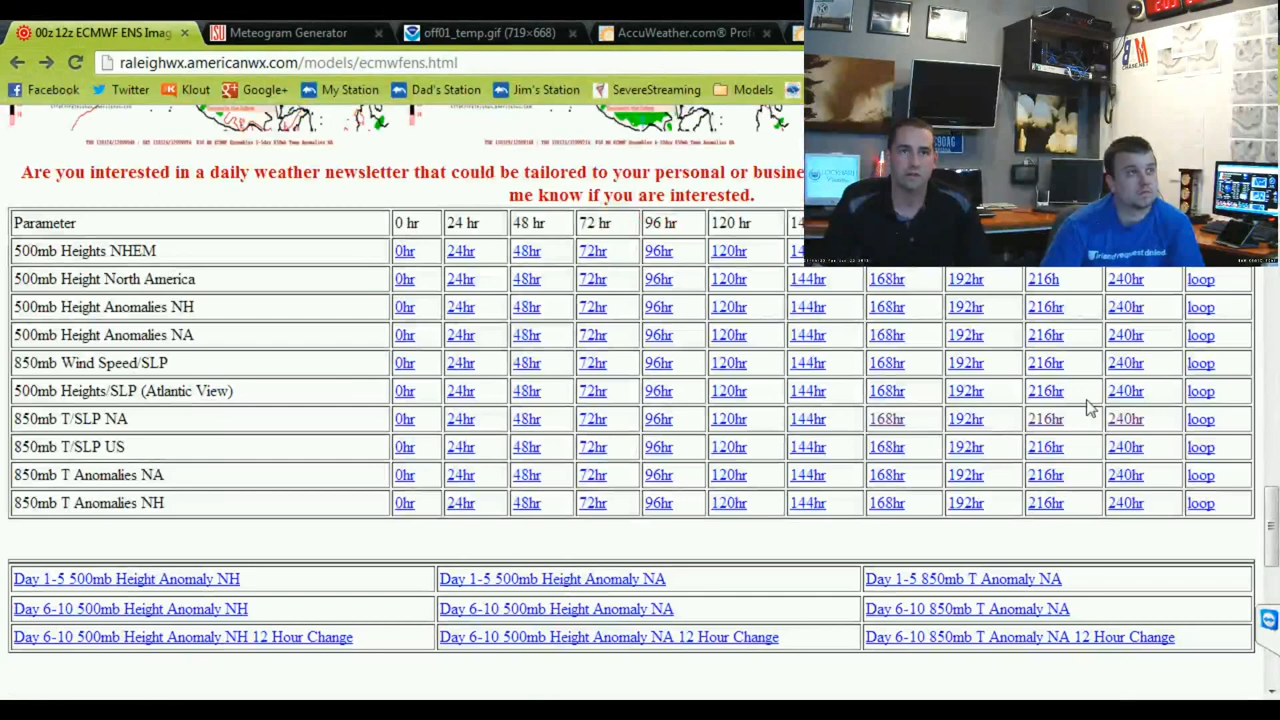 00z 12z ECMWF ENS Imag
Meteogram Generator
off01_temp.gif (719×668)
AccuWeather.com® Prof
raleighwx.americanwx.com/models/ecmwfens.html
Facebook Twitter Klout Google+ My Station Dad's Station Jim's Station SevereStreaming Models
Are you interested in a daily weather newsletter that could be tailored to your personal or busine
me know if you are interested.
Parameter 0 hr 24 hr 48 hr 72 hr 96 hr 120 hr
500mb Heights NHEM 0hr 24hr 48hr 72hr 96hr 120hr
500mb Height North America 0hr 24hr 48hr 72hr 96hr 120hr 144hr 168hr 192hr 216h 240hr loop
500mb Height Anomalies NH 0hr 24hr 48hr 72hr 96hr 120hr 144hr 168hr 192hr 216hr 240hr loop
500mb Height Anomalies NA 0hr 24hr 48hr 72hr 96hr 120hr 144hr 168hr 192hr 216hr 240hr loop
850mb Wind Speed/SLP 0hr 24hr 48hr 72hr 96hr 120hr 144hr 168hr 192hr 216hr 240hr loop
500mb Heights/SLP (Atlantic View) 0hr 24hr 48hr 72hr 96hr 120hr 144hr 168hr 192hr 216hr 240hr loop
850mb T/SLP NA 0hr 24hr 48hr 72hr 96hr 120hr 144hr 168hr 192hr 216hr 240hr loop
850mb T/SLP US 0hr 24hr 48hr 72hr 96hr 120hr 144hr 168hr 192hr 216hr 240hr loop
850mb T Anomalies NA 0hr 24hr 48hr 72hr 96hr 120hr 144hr 168hr 192hr 216hr 240hr loop
850mb T Anomalies NH 0hr 24hr 48hr 72hr 96hr 120hr 144hr 168hr 192hr 216hr 240hr loop
Day 1-5 500mb Height Anomaly NH Day 1-5 500mb Height Anomaly NA Day 1-5 850mb T Anomaly NA
Day 6-10 500mb Height Anomaly NH Day 6-10 500mb Height Anomaly NA Day 6-10 850mb T Anomaly NA
Day 6-10 500mb Height Anomaly NH 12 Hour Change Day 6-10 500mb Height Anomaly NA 12 Hour Change Day 6-10 850mb T Anomaly NA 12 Hour Change